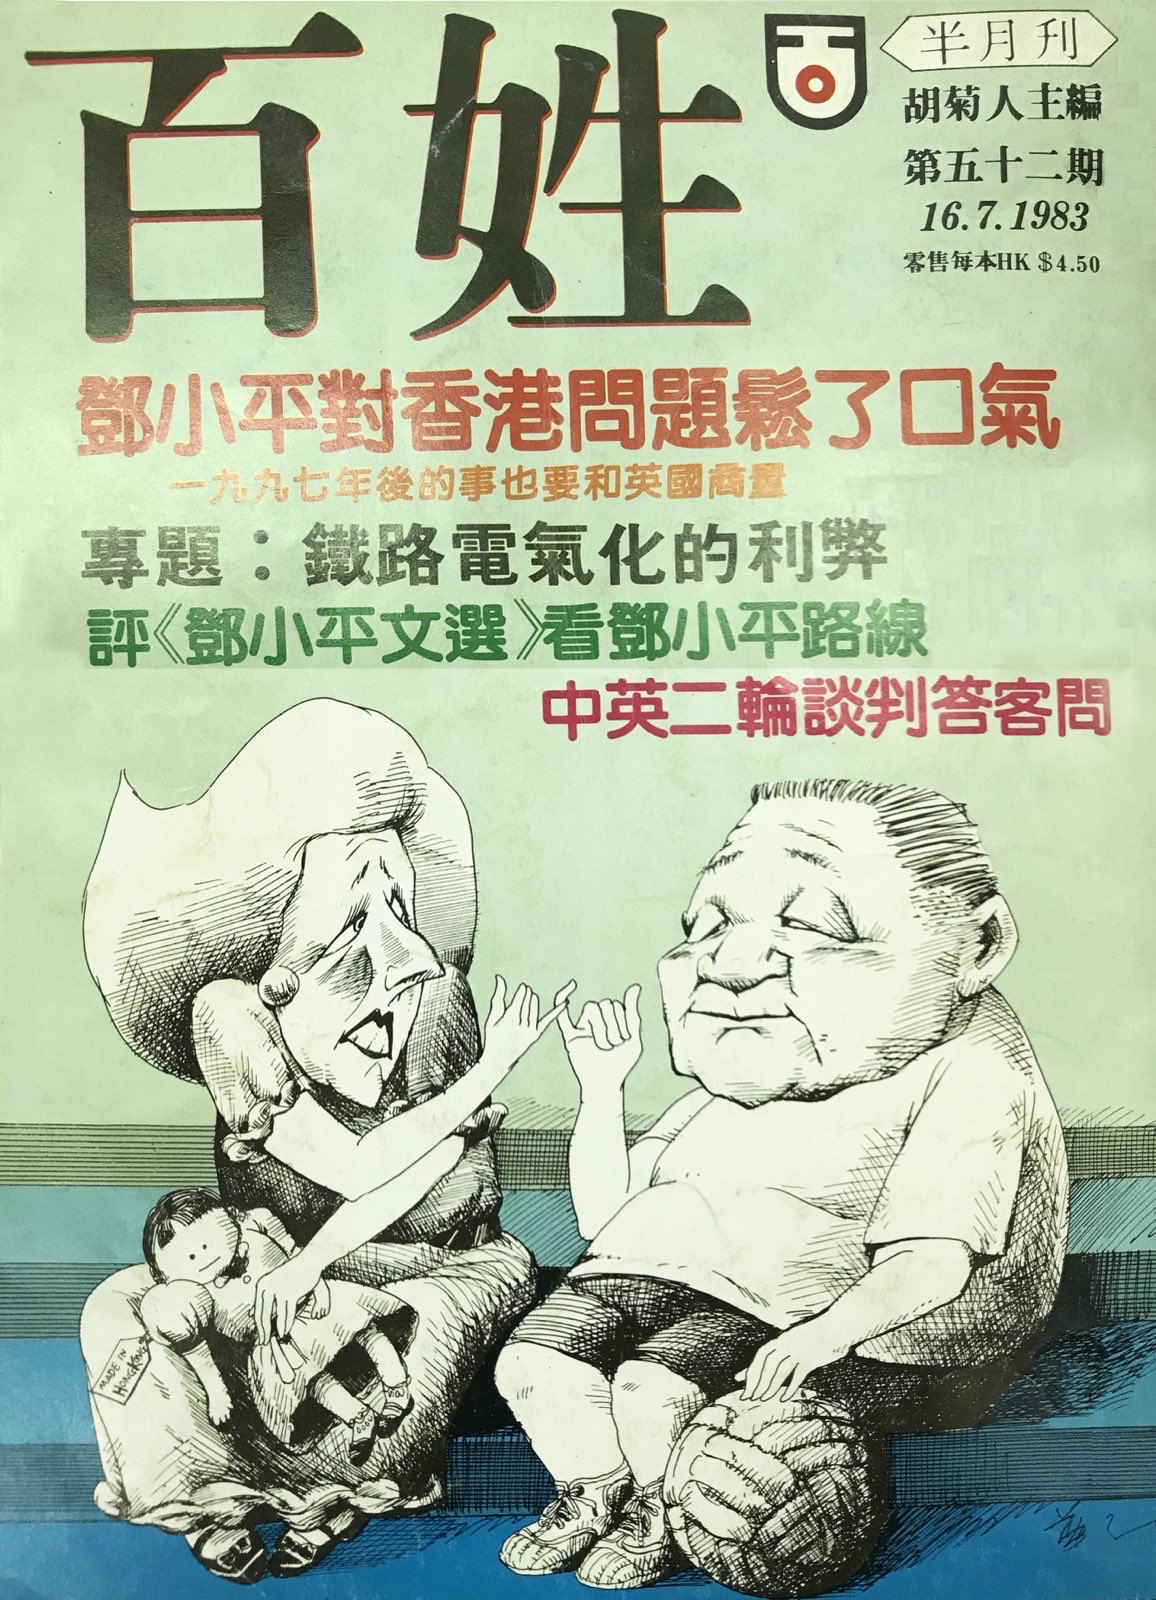 百姓
半月刊
胡菊人主編
第五十二期
16.7.1983
零售每本HK $4.50
鄧小平對香港問題鬆了口氣
一九九七年後的事也要和英國商量
專題：鐵路電氣化的利弊
評《鄧小平文選》看鄧小平路線
中英二輪談判答客問
MADE IN
HONG KONG